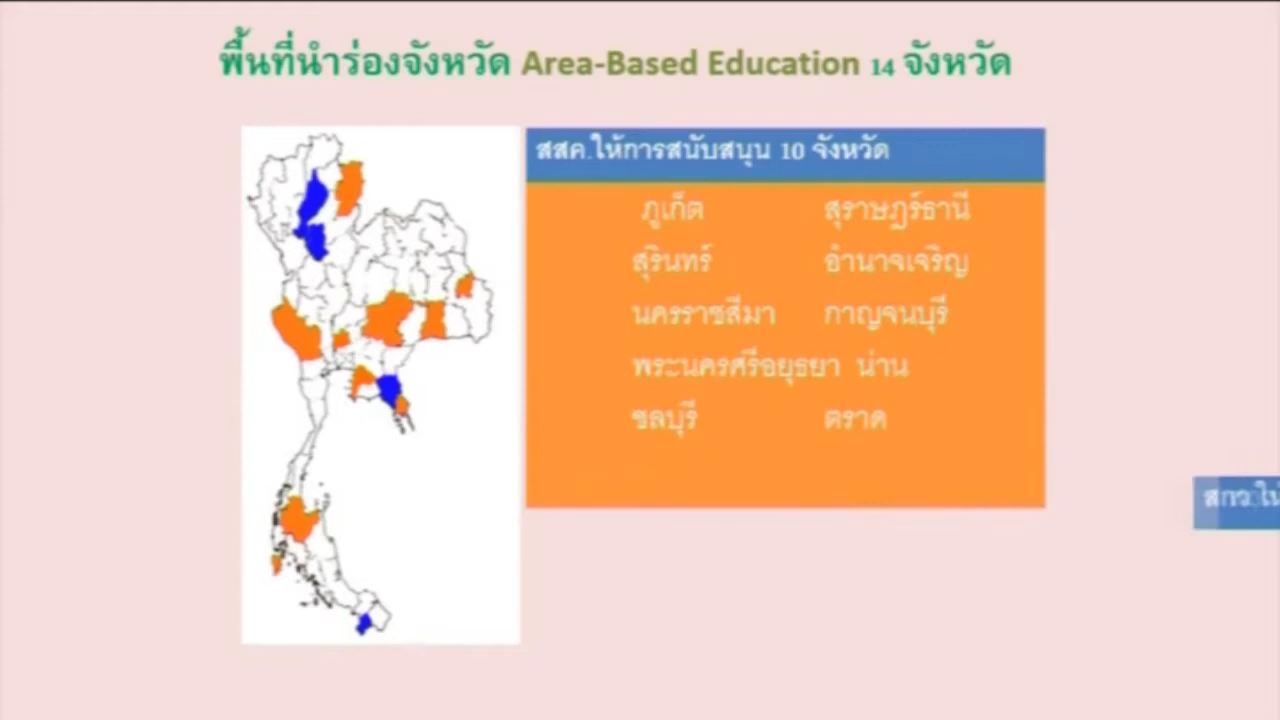 พื้นที่นำร่องจังหวัด Area-Based Education 14 จังหวัด
สสค.ให้การสนับสนุน 10 จังหวัด
ภูเก็ต สุราษฎร์ธานี
สุรินทร์ อำนาจเจริญ
นครราชสีมา กาญจนบุรี
พระนครศรีอยุธยา น่าน
ชลบุรี ตราด
สกว.ให้